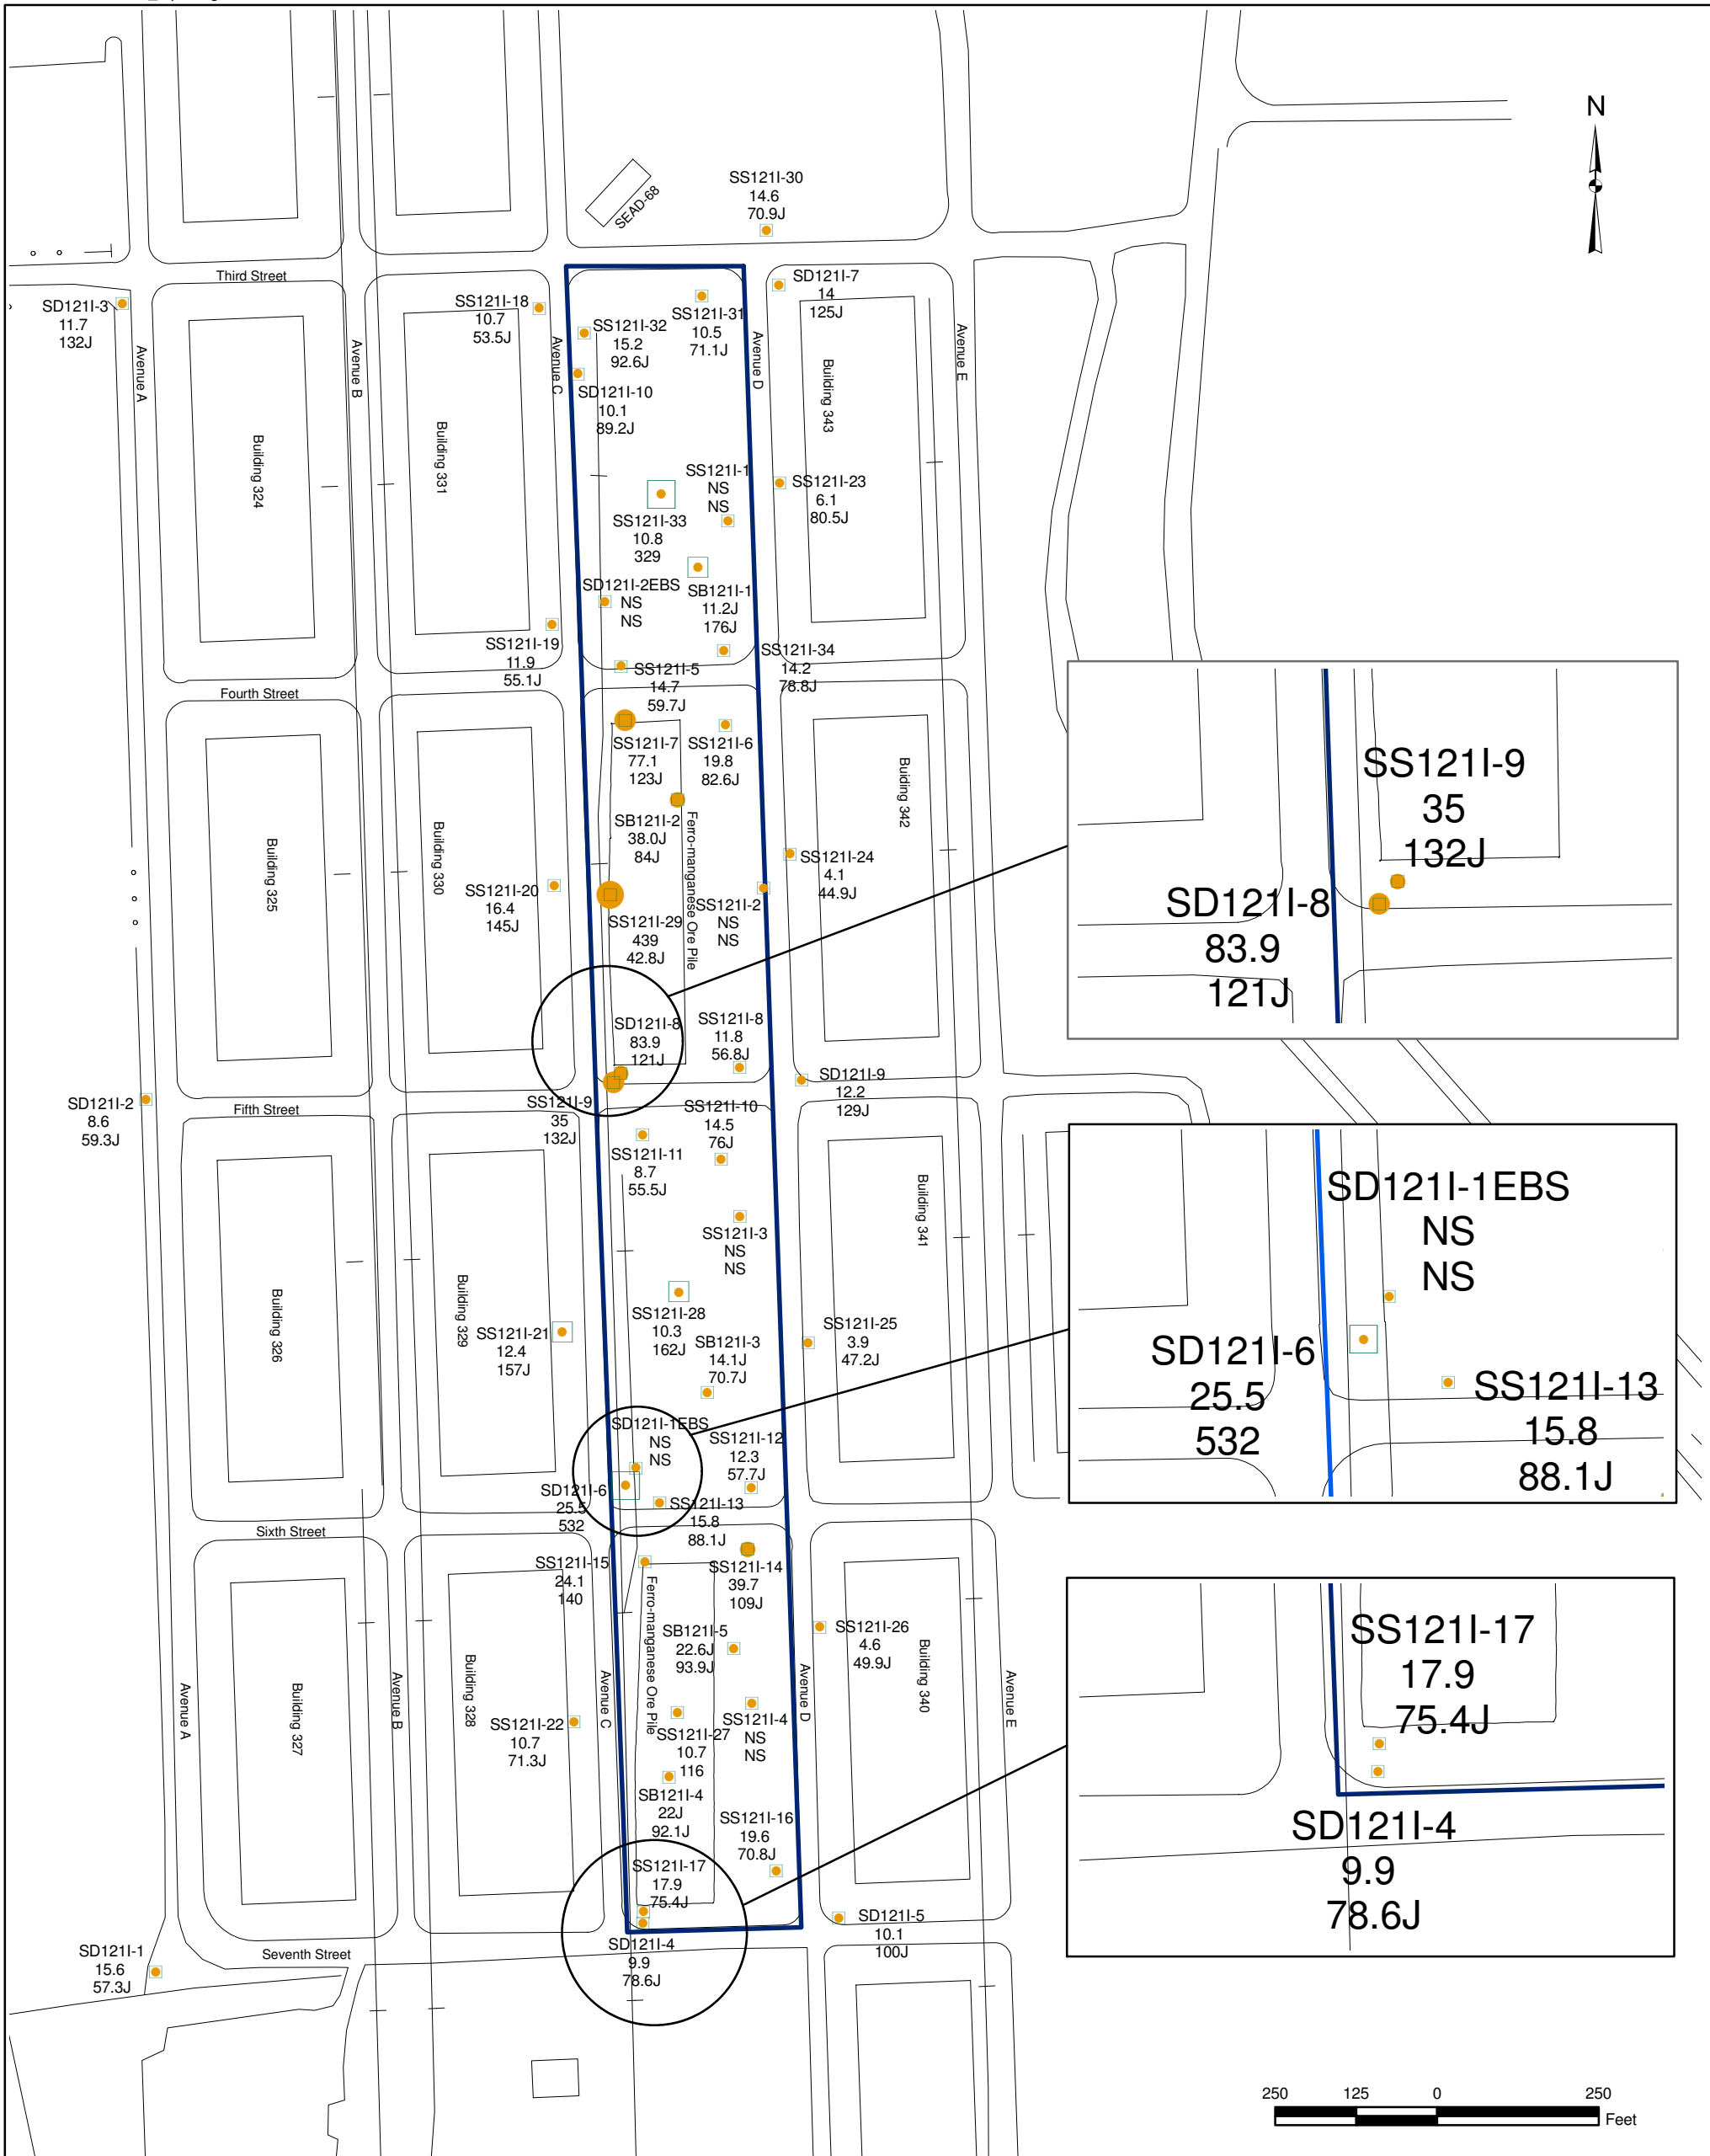 N
SEAD-68
SS121I-30
14.6
70.9J
Third Street
SD121I-3
11.7
132J
SS121I-18
10.7
53.5J
SS121I-32
15.2
92.6J
SS121I-31
10.5
71.1J
SD121I-7
14
125J
Avenue A
Avenue B
Avenue C
Avenue D
Avenue E
SD121I-10
10.1
89.2J
Building 324
Building 331
Building 343
SS121I-1
NS
NS
SS121I-23
6.1
80.5J
SS121I-33
10.8
329
SD121I-2EBS
NS
NS
SB121I-1
11.2J
176J
SS121I-19
11.9
55.1J
SS121I-34
14.2
78.8J
SS121I-5
14.7
59.7J
Fourth Street
SS121I-7
77.1
123J
SS121I-6
19.8
82.6J
SB121I-2
38.0J
84J
Ferro-manganese Ore Pile
Building 325
Building 330
Buiding 342
SS121I-20
16.4
145J
SS121I-24
4.1
44.9J
SS121I-29
439
42.8J
SS121I-2
NS
NS
SS121I-9
35
132J
SD121I-8
83.9
121J
SD121I-8
83.9
121J
SS121I-8
11.8
56.8J
SD121I-9
12.2
129J
SD121I-2
8.6
59.3J
Fifth Street
SS121I-9
35
132J
SS121I-10
14.5
76J
SS121I-11
8.7
55.5J
SS121I-3
NS
NS
Building 326
Building 329
Building 341
SS121I-21
12.4
157J
SS121I-28
10.3
162J
SB121I-3
14.1J
70.7J
SS121I-25
3.9
47.2J
SD121I-1EBS
NS
NS
SD121I-6
25.5
532
SS121I-13
15.8
88.1J
SD121I-1EBS
NS
NS
SS121I-12
12.3
57.7J
SD121I-6
25.5
532
SS121I-13
15.8
88.1J
Sixth Street
SS121I-15
24.1
140
SS121I-14
39.7
109J
Ferro-manganese Ore Pile
SB121I-5
22.6J
93.9J
SS121I-26
4.6
49.9J
Building 327
Building 328
Building 340
Avenue A
Avenue B
Avenue C
Avenue D
Avenue E
SS121I-22
10.7
71.3J
SS121I-27
10.7
116
SS121I-4
NS
NS
SB121I-4
22J
92.1J
SS121I-16
19.6
70.8J
SS121I-17
17.9
75.4J
SD121I-4
9.9
78.6J
SS121I-17
17.9
75.4J
SD121I-4
9.9
78.6J
SD121I-5
10.1
100J
SD121I-1
15.6
57.3J
Seventh Street
250 125 0 250
Feet